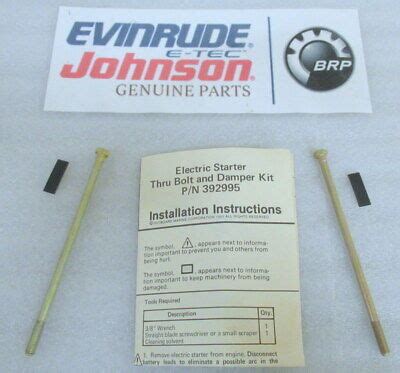 EVINRUDE
E-TEC
Johnson
GENUINE PARTS
BRP
Electric Starter
Thru Bolt and Damper Kit
P/N 392995
Installation Instructions
The symbol, ⚠, appears next to informa-
tion important to prevent you and others from
being hurt.
The symbol, ☐, appears next to informa-
tion important to keep machinery from being
damaged.
Tools Required
Description Qty.
3/8" Wrench 1
Straight blade screwdriver or a small scraper 1
Cleaning solvent
⚠ 1. Remove electric starter from engine. Disconnect
battery leads to eliminate a possible of an arc